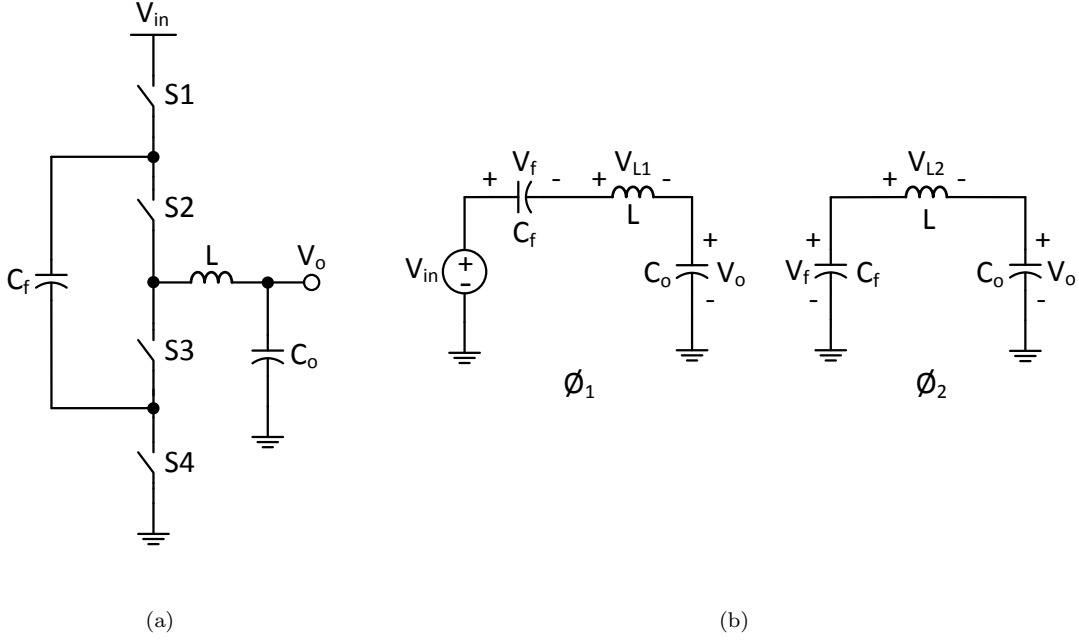 Vin
S1
S2
Cf
L
Vo
S3
Co
S4
(a)
+ Vf -
+ VL1 -
Cf
L
Vin
+
-
Co
+
Vo
-
Ø1
+ VL2 -
L
+
Vf
-
Cf
Co
+
Vo
-
Ø2
(b)